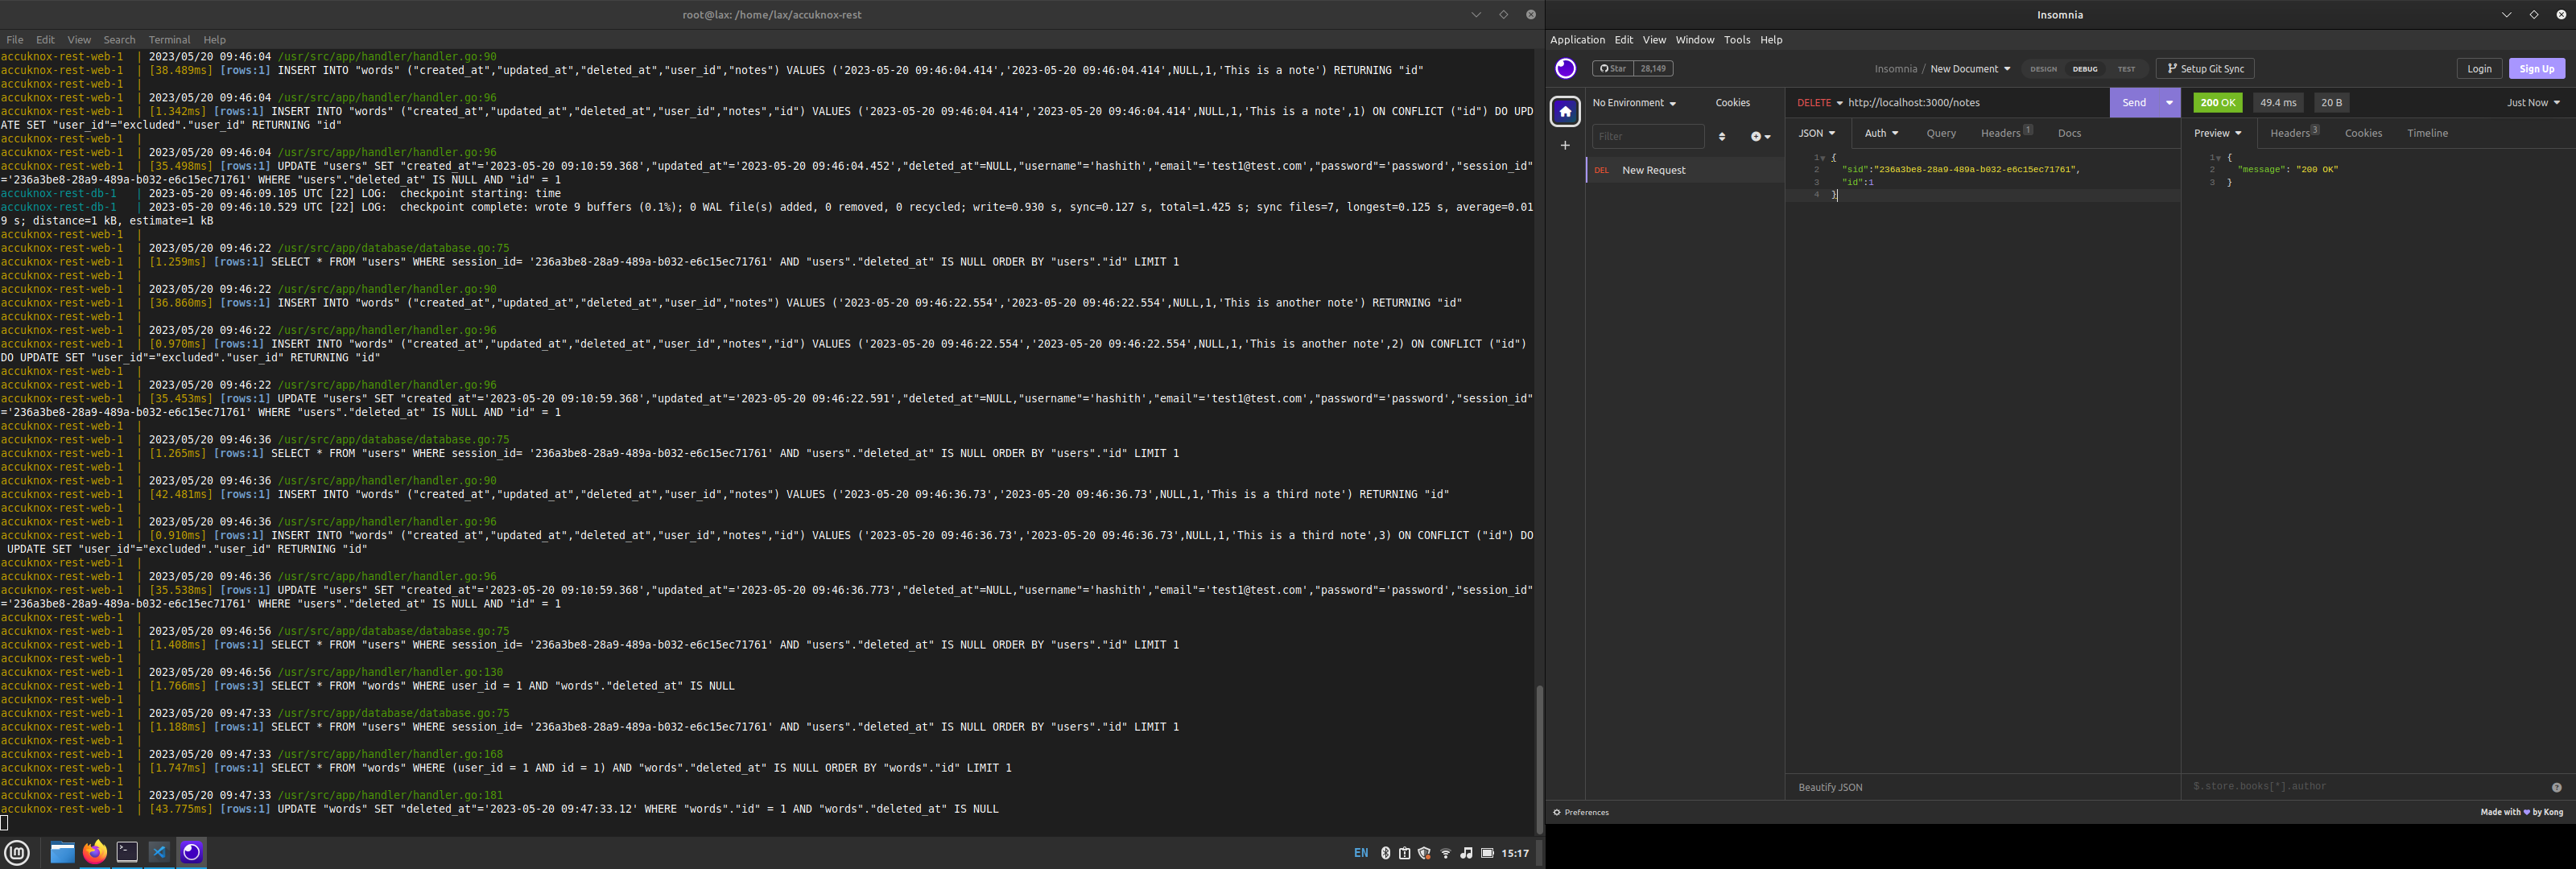 root@lax: /home/lax/accuknox-rest
File Edit View Search Terminal Help
accuknox-rest-web-1 | 2023/05/20 09:46:04 /usr/src/app/handler/handler.go:90
accuknox-rest-web-1 | [38.489ms] [rows:1] INSERT INTO "words" ("created_at","updated_at","deleted_at","user_id","notes") VALUES ('2023-05-20 09:46:04.414','2023-05-20 09:46:04.414',NULL,1,'This is a note') RETURNING "id"
accuknox-rest-web-1 |
accuknox-rest-web-1 | 2023/05/20 09:46:04 /usr/src/app/handler/handler.go:96
accuknox-rest-web-1 | [1.342ms] [rows:1] INSERT INTO "words" ("created_at","updated_at","deleted_at","user_id","notes","id") VALUES ('2023-05-20 09:46:04.414','2023-05-20 09:46:04.414',NULL,1,'This is a note',1) ON CONFLICT ("id") DO UPD
ATE SET "user_id"="excluded"."user_id" RETURNING "id"
accuknox-rest-web-1 |
accuknox-rest-web-1 | 2023/05/20 09:46:04 /usr/src/app/handler/handler.go:96
accuknox-rest-web-1 | [35.498ms] [rows:1] UPDATE "users" SET "created_at"='2023-05-20 09:10:59.368',"updated_at"='2023-05-20 09:46:04.452',"deleted_at"=NULL,"username"='hashith',"email"='test1@test.com',"password"='password',"session_id"
='236a3be8-28a9-489a-b032-e6c15ec71761' WHERE "users"."deleted_at" IS NULL AND "id" = 1
accuknox-rest-db-1 | 2023-05-20 09:46:09.105 UTC [22] LOG: checkpoint starting: time
accuknox-rest-db-1 | 2023-05-20 09:46:10.529 UTC [22] LOG: checkpoint complete: wrote 9 buffers (0.1%); 0 WAL file(s) added, 0 removed, 0 recycled; write=0.930 s, sync=0.127 s, total=1.425 s; sync files=7, longest=0.125 s, average=0.01
9 s; distance=1 kB, estimate=1 kB
accuknox-rest-web-1 |
accuknox-rest-web-1 | 2023/05/20 09:46:22 /usr/src/app/database/database.go:75
accuknox-rest-web-1 | [1.259ms] [rows:1] SELECT * FROM "users" WHERE session_id= '236a3be8-28a9-489a-b032-e6c15ec71761' AND "users"."deleted_at" IS NULL ORDER BY "users"."id" LIMIT 1
accuknox-rest-web-1 |
accuknox-rest-web-1 | 2023/05/20 09:46:22 /usr/src/app/handler/handler.go:90
accuknox-rest-web-1 | [36.860ms] [rows:1] INSERT INTO "words" ("created_at","updated_at","deleted_at","user_id","notes") VALUES ('2023-05-20 09:46:22.554','2023-05-20 09:46:22.554',NULL,1,'This is another note') RETURNING "id"
accuknox-rest-web-1 |
accuknox-rest-web-1 | 2023/05/20 09:46:22 /usr/src/app/handler/handler.go:96
accuknox-rest-web-1 | [0.970ms] [rows:1] INSERT INTO "words" ("created_at","updated_at","deleted_at","user_id","notes","id") VALUES ('2023-05-20 09:46:22.554','2023-05-20 09:46:22.554',NULL,1,'This is another note',2) ON CONFLICT ("id")
DO UPDATE SET "user_id"="excluded"."user_id" RETURNING "id"
accuknox-rest-web-1 |
accuknox-rest-web-1 | 2023/05/20 09:46:22 /usr/src/app/handler/handler.go:96
accuknox-rest-web-1 | [35.453ms] [rows:1] UPDATE "users" SET "created_at"='2023-05-20 09:10:59.368',"updated_at"='2023-05-20 09:46:22.591',"deleted_at"=NULL,"username"='hashith',"email"='test1@test.com',"password"='password',"session_id"
='236a3be8-28a9-489a-b032-e6c15ec71761' WHERE "users"."deleted_at" IS NULL AND "id" = 1
accuknox-rest-web-1 |
accuknox-rest-web-1 | 2023/05/20 09:46:36 /usr/src/app/database/database.go:75
accuknox-rest-web-1 | [1.265ms] [rows:1] SELECT * FROM "users" WHERE session_id= '236a3be8-28a9-489a-b032-e6c15ec71761' AND "users"."deleted_at" IS NULL ORDER BY "users"."id" LIMIT 1
accuknox-rest-web-1 |
accuknox-rest-web-1 | 2023/05/20 09:46:36 /usr/src/app/handler/handler.go:90
accuknox-rest-web-1 | [42.481ms] [rows:1] INSERT INTO "words" ("created_at","updated_at","deleted_at","user_id","notes") VALUES ('2023-05-20 09:46:36.73','2023-05-20 09:46:36.73',NULL,1,'This is a third note') RETURNING "id"
accuknox-rest-web-1 |
accuknox-rest-web-1 | 2023/05/20 09:46:36 /usr/src/app/handler/handler.go:96
accuknox-rest-web-1 | [0.910ms] [rows:1] INSERT INTO "words" ("created_at","updated_at","deleted_at","user_id","notes","id") VALUES ('2023-05-20 09:46:36.73','2023-05-20 09:46:36.73',NULL,1,'This is a third note',3) ON CONFLICT ("id") DO
UPDATE SET "user_id"="excluded"."user_id" RETURNING "id"
accuknox-rest-web-1 |
accuknox-rest-web-1 | 2023/05/20 09:46:36 /usr/src/app/handler/handler.go:96
accuknox-rest-web-1 | [35.538ms] [rows:1] UPDATE "users" SET "created_at"='2023-05-20 09:10:59.368',"updated_at"='2023-05-20 09:46:36.773',"deleted_at"=NULL,"username"='hashith',"email"='test1@test.com',"password"='password',"session_id"
='236a3be8-28a9-489a-b032-e6c15ec71761' WHERE "users"."deleted_at" IS NULL AND "id" = 1
accuknox-rest-web-1 |
accuknox-rest-web-1 | 2023/05/20 09:46:56 /usr/src/app/database/database.go:75
accuknox-rest-web-1 | [1.408ms] [rows:1] SELECT * FROM "users" WHERE session_id= '236a3be8-28a9-489a-b032-e6c15ec71761' AND "users"."deleted_at" IS NULL ORDER BY "users"."id" LIMIT 1
accuknox-rest-web-1 |
accuknox-rest-web-1 | 2023/05/20 09:46:56 /usr/src/app/handler/handler.go:130
accuknox-rest-web-1 | [1.766ms] [rows:3] SELECT * FROM "words" WHERE user_id = 1 AND "words"."deleted_at" IS NULL
accuknox-rest-web-1 |
accuknox-rest-web-1 | 2023/05/20 09:47:33 /usr/src/app/database/database.go:75
accuknox-rest-web-1 | [1.188ms] [rows:1] SELECT * FROM "users" WHERE session_id= '236a3be8-28a9-489a-b032-e6c15ec71761' AND "users"."deleted_at" IS NULL ORDER BY "users"."id" LIMIT 1
accuknox-rest-web-1 |
accuknox-rest-web-1 | 2023/05/20 09:47:33 /usr/src/app/handler/handler.go:168
accuknox-rest-web-1 | [1.747ms] [rows:1] SELECT * FROM "words" WHERE (user_id = 1 AND id = 1) AND "words"."deleted_at" IS NULL ORDER BY "words"."id" LIMIT 1
accuknox-rest-web-1 |
accuknox-rest-web-1 | 2023/05/20 09:47:33 /usr/src/app/handler/handler.go:181
accuknox-rest-web-1 | [43.775ms] [rows:1] UPDATE "words" SET "deleted_at"='2023-05-20 09:47:33.12' WHERE "words"."id" = 1 AND "words"."deleted_at" IS NULL
EN 15:17
Insomnia
Application Edit View Window Tools Help
Star 28,149
Insomnia / New Document
DESIGN DEBUG TEST
Setup Git Sync
Login
Sign Up
No Environment
Cookies
Filter
DEL New Request
DELETE http://localhost:3000/notes
Send
JSON Auth Query Headers 1 Docs
1 {
2 "sid":"236a3be8-28a9-489a-b032-e6c15ec71761",
3 "id":1
4 }
Beautify JSON
200 OK 49.4 ms 20 B Just Now
Preview Headers 3 Cookies Timeline
1 {
2 "message": "200 OK"
3 }
$.store.books[*].author
Preferences
Made with by Kong